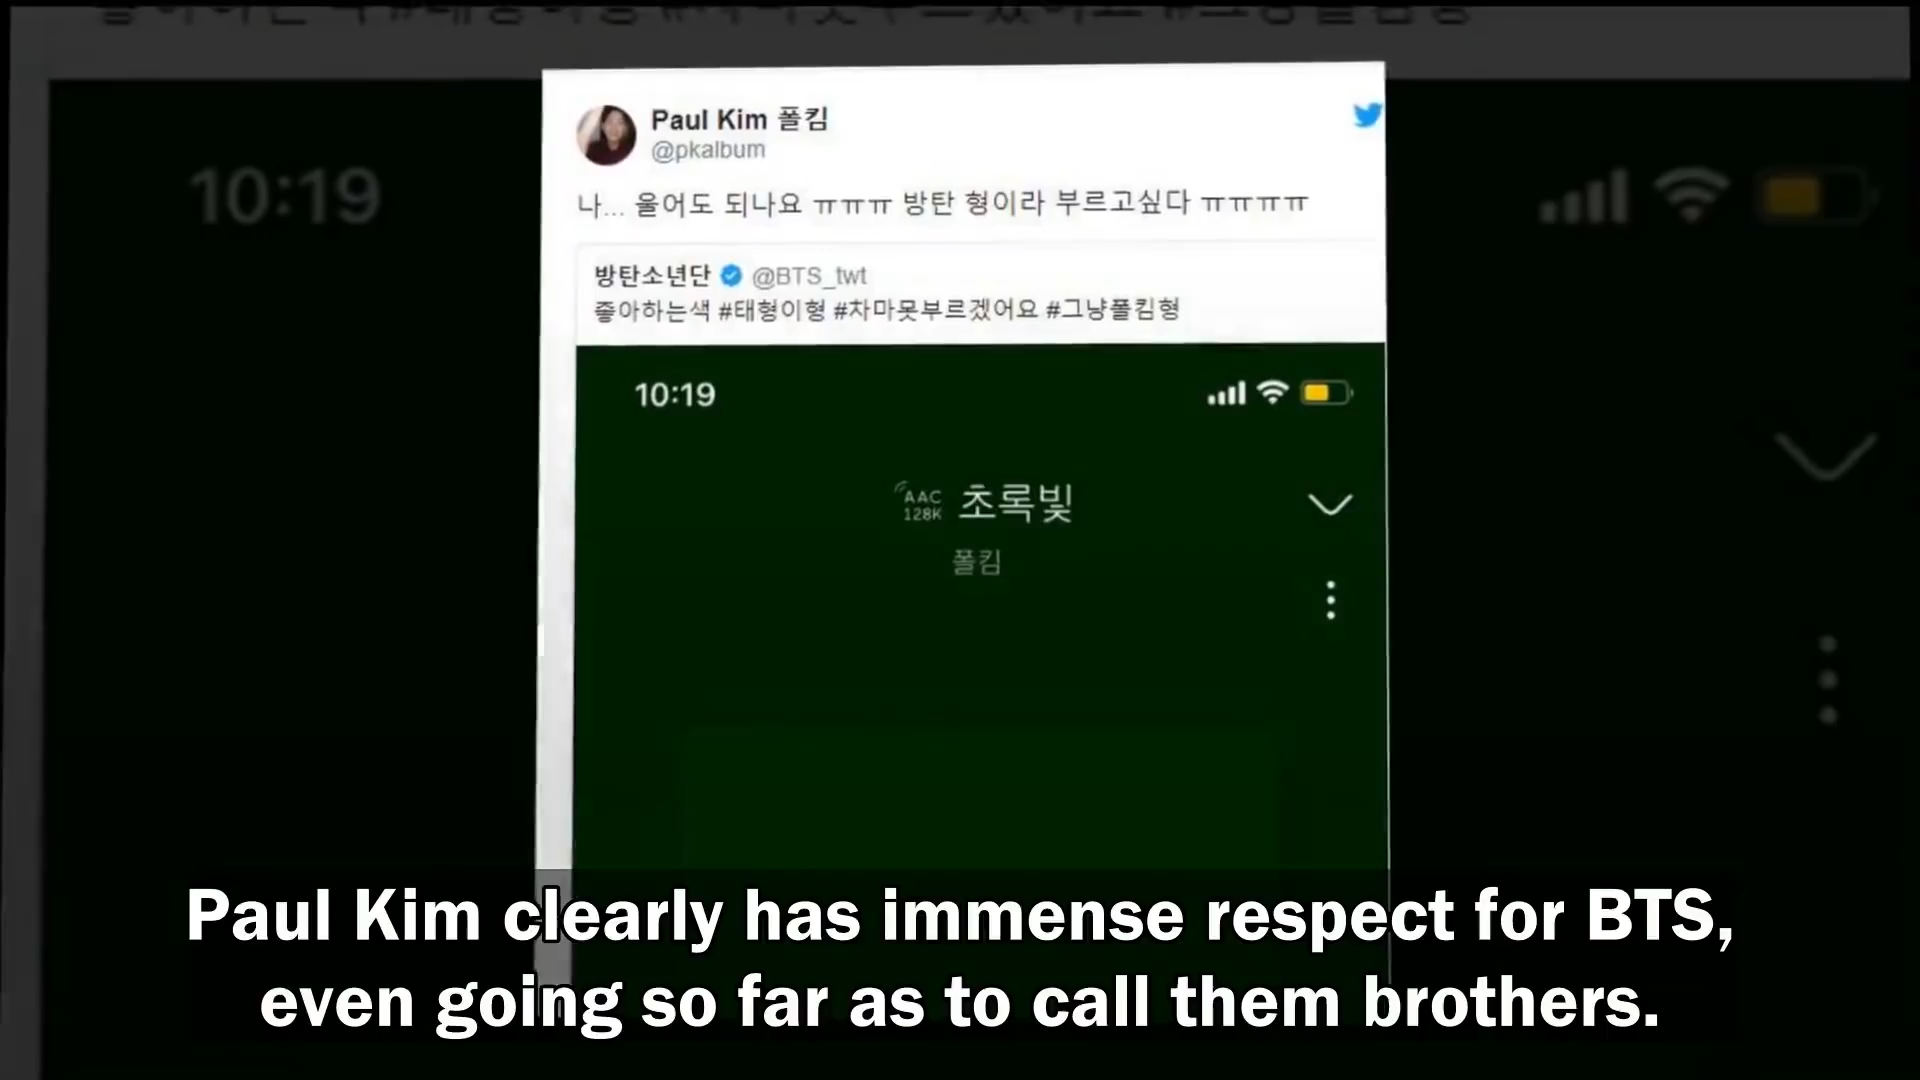 10:19
Paul Kim 폴킴
@pkalbum
나... 울어도 되나요 ㅠㅠㅠ 방탄 형이라 부르고싶다 ㅠㅠㅠㅠ
방탄소년단 @BTS_twt
좋아하는색 #태형이형 #차마못부르겠어요 #그냥폴킴형
10:19
AAC
128K 초록빛
폴킴
Paul Kim clearly has immense respect for BTS,
even going so far as to call them brothers.